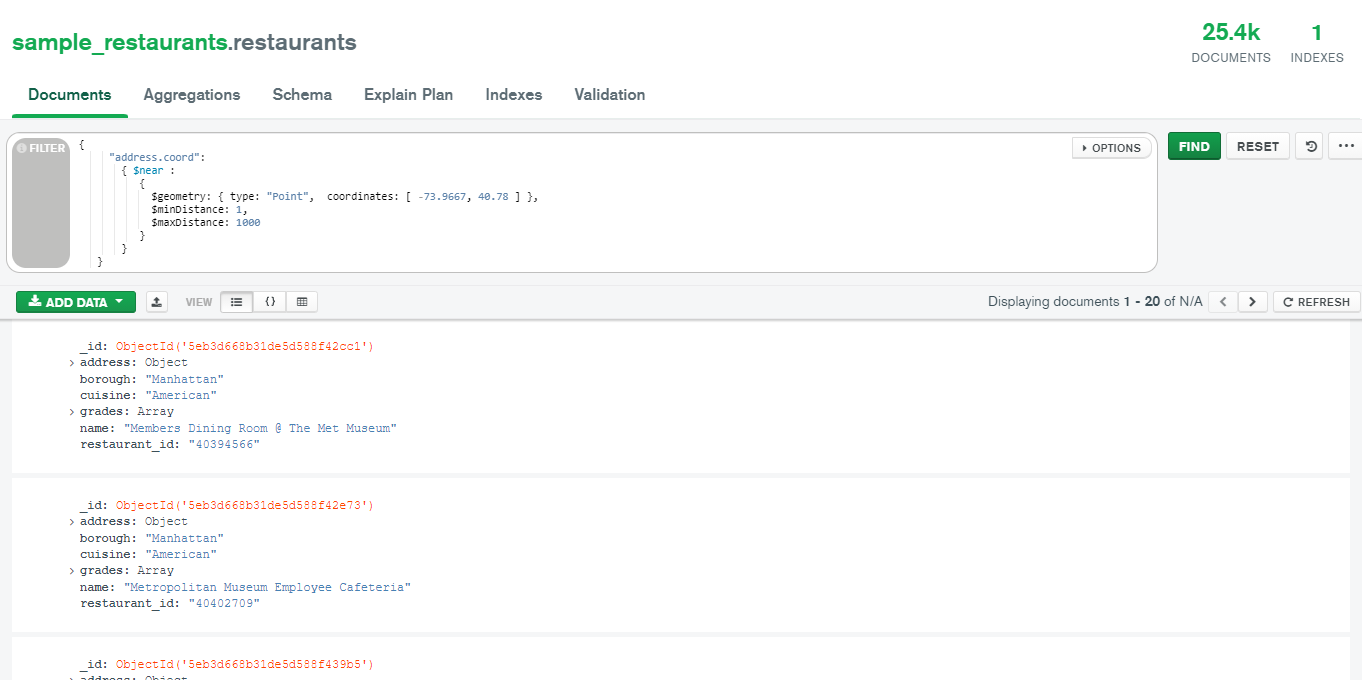 sample_restaurants.restaurants
25.4k
DOCUMENTS
1
INDEXES
Documents Aggregations Schema Explain Plan Indexes Validation
FILTER
{
"address.coord":
{ $near :
{
$geometry: { type: "Point", coordinates: [ -73.9667, 40.78 ] },
$minDistance: 1,
$maxDistance: 1000
}
}
}
OPTIONS
FIND RESET
ADD DATA VIEW {} Displaying documents 1 - 20 of N/A REFRESH
_id: ObjectId('5eb3d668b31de5d588f42cc1')
address: Object
borough: "Manhattan"
cuisine: "American"
grades: Array
name: "Members Dining Room @ The Met Museum"
restaurant_id: "40394566"
_id: ObjectId('5eb3d668b31de5d588f42e73')
address: Object
borough: "Manhattan"
cuisine: "American"
grades: Array
name: "Metropolitan Museum Employee Cafeteria"
restaurant_id: "40402709"
_id: ObjectId('5eb3d668b31de5d588f439b5')
address: Object